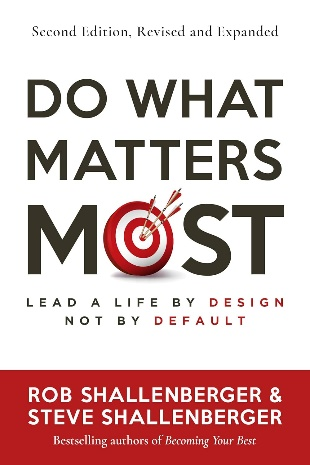 Second Edition, Revised and Expanded
DO WHAT
MATTERS
MOST
LEAD A LIFE BY DESIGN
NOT BY DEFAULT
ROB SHALLENBERGER &
STEVE SHALLENBERGER
Bestselling authors of Becoming Your Best